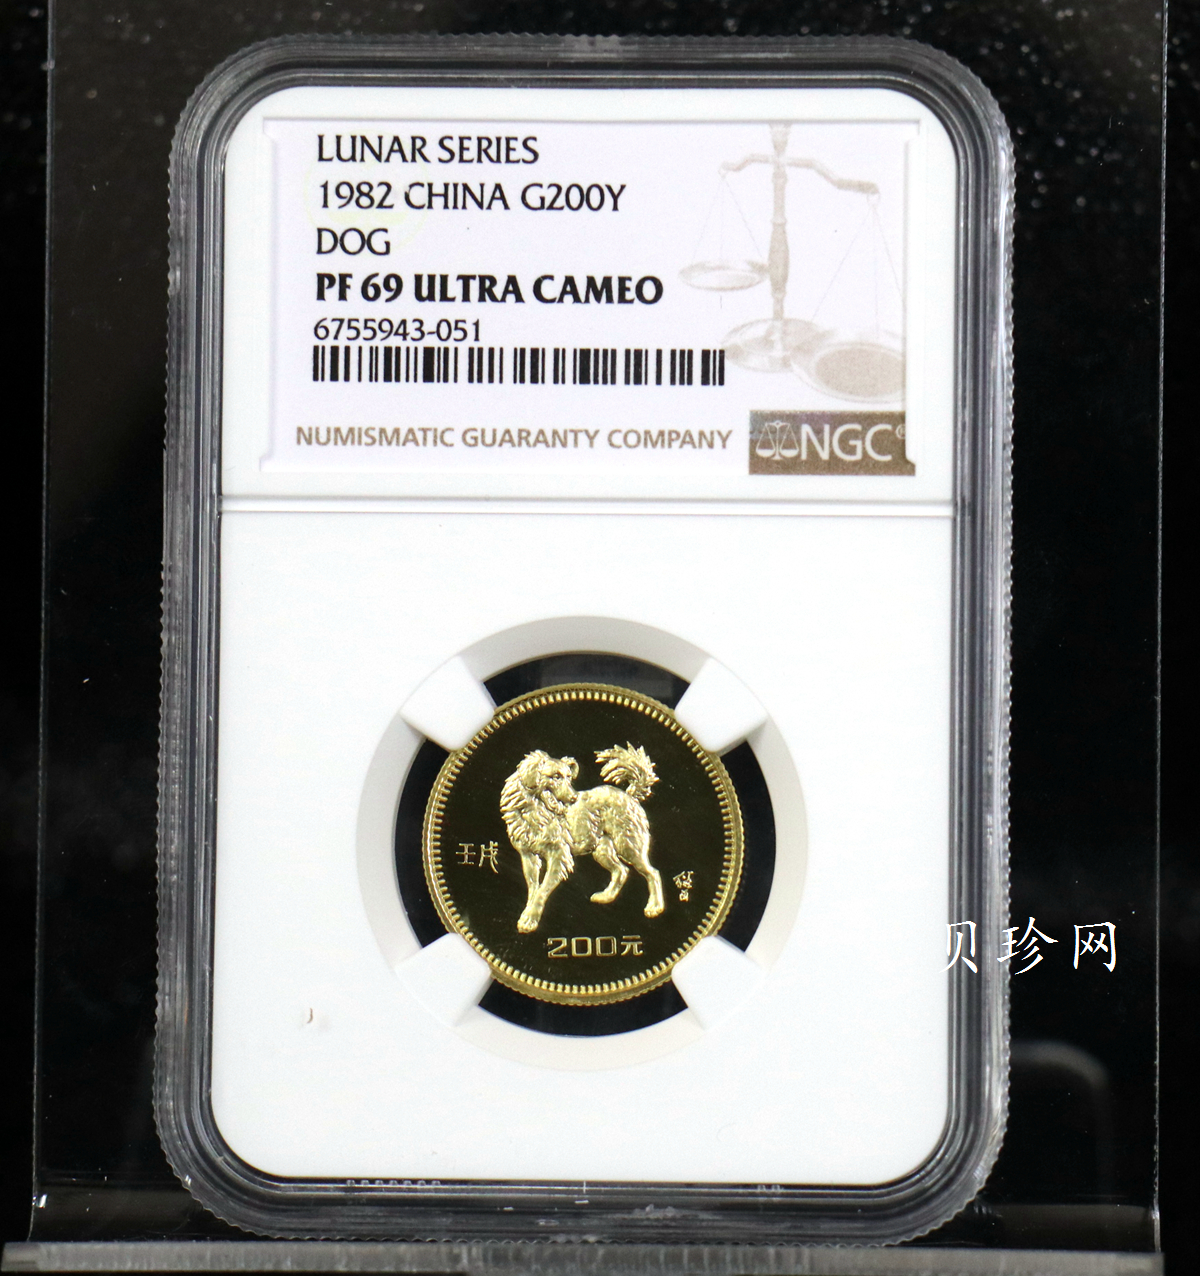 LUNAR SERIES
1982 CHINA G200Y
DOG
PF 69 ULTRA CAMEO
6755943-051
NUMISMATIC GUARANTY COMPANY
NGC®
壬戌
200元
贝珍网